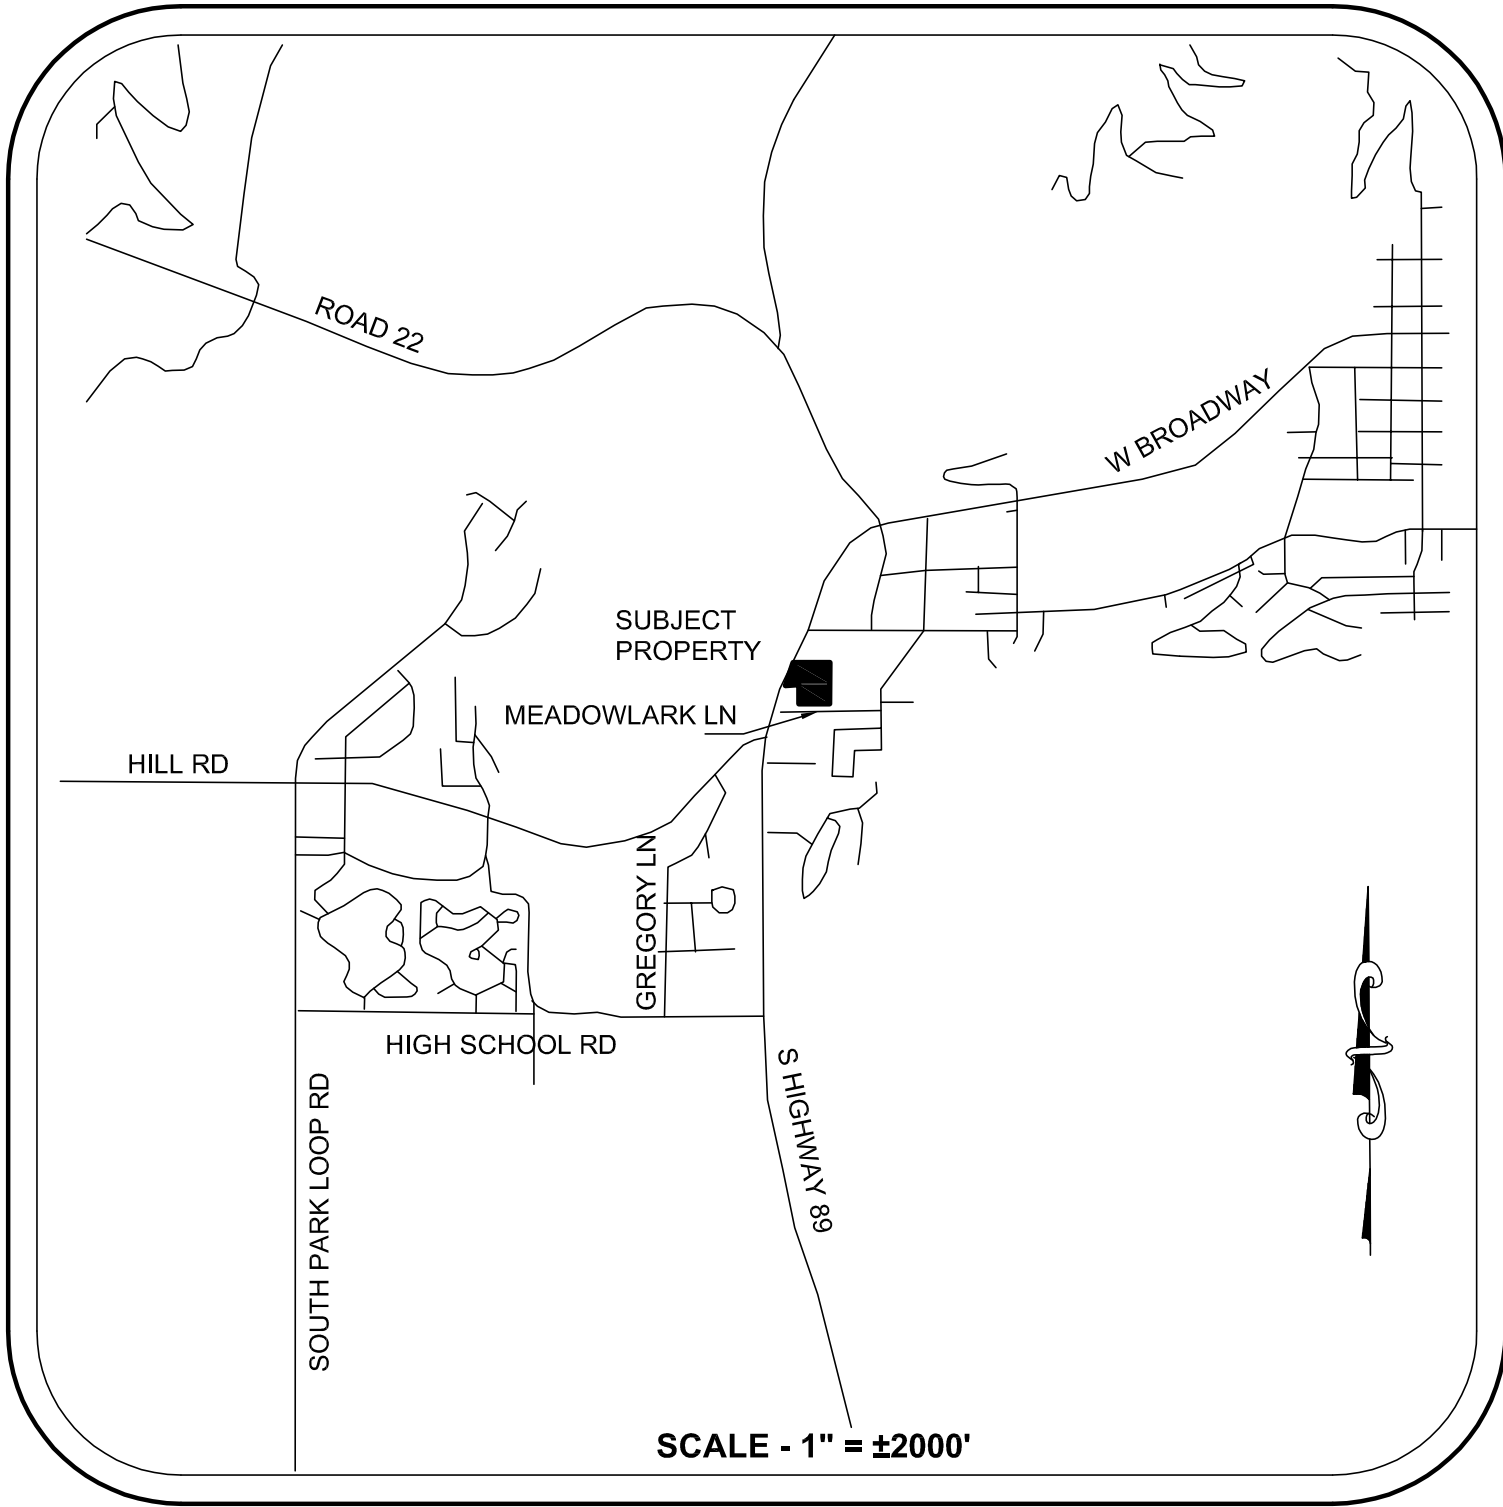 ROAD 22
W BROADWAY
SUBJECT
PROPERTY
MEADOWLARK LN
HILL RD
GREGORY LN
HIGH SCHOOL RD
SOUTH PARK LOOP RD
S HIGHWAY 89
SCALE - 1" = ±2000'